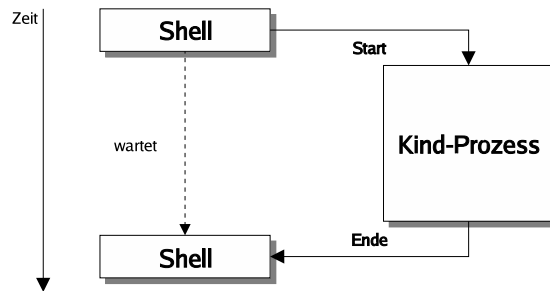 Zeit
Shell
Start
Kind-Prozess
wartet
Ende
Shell